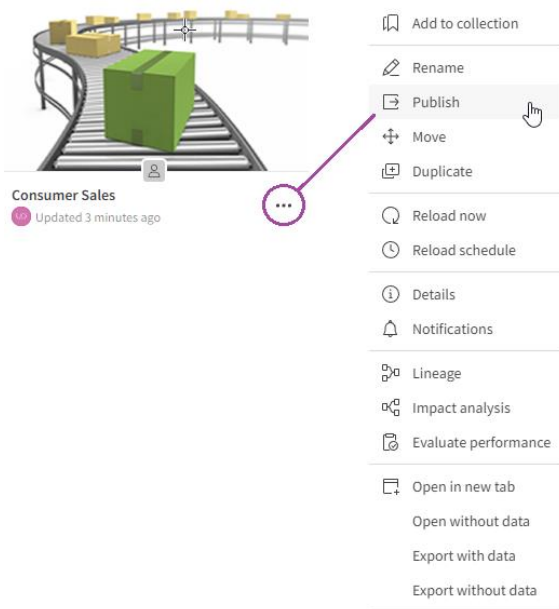 Consumer Sales
Updated 3 minutes ago
Add to collection
Rename
Publish
Move
Duplicate
Reload now
Reload schedule
Details
Notifications
Lineage
Impact analysis
Evaluate performance
Open in new tab
Open without data
Export with data
Export without data